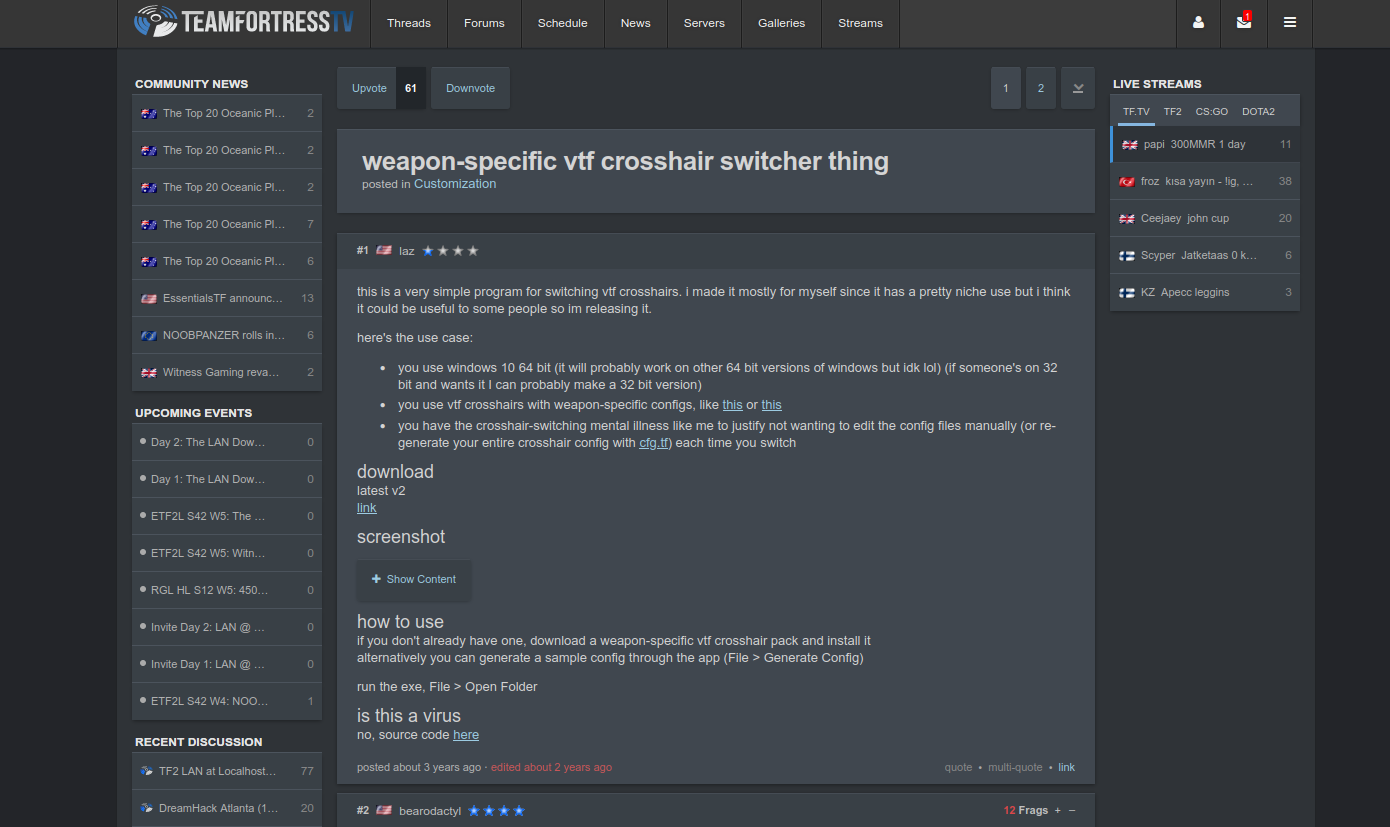 TEAMFORTRESSTV
Threads
Forums
Schedule
News
Servers
Galleries
Streams
1
COMMUNITY NEWS
The Top 20 Oceanic Pl… 2
The Top 20 Oceanic Pl… 2
The Top 20 Oceanic Pl… 2
The Top 20 Oceanic Pl… 7
The Top 20 Oceanic Pl… 6
EssentialsTF announc… 13
NOOBPANZER rolls in… 6
Witness Gaming reva… 2
UPCOMING EVENTS
Day 2: The LAN Dow… 0
Day 1: The LAN Dow… 0
ETF2L S42 W5: The … 0
ETF2L S42 W5: Witn… 0
RGL HL S12 W5: 450… 0
Invite Day 2: LAN @ … 0
Invite Day 1: LAN @ … 0
ETF2L S42 W4: NOO… 1
RECENT DISCUSSION
TF2 LAN at Localhost… 77
DreamHack Atlanta (1… 20
Upvote 61 Downvote
1 2
weapon-specific vtf crosshair switcher thing
posted in Customization
#1 laz
this is a very simple program for switching vtf crosshairs. i made it mostly for myself since it has a pretty niche use but i think
it could be useful to some people so im releasing it.
here's the use case:
• you use windows 10 64 bit (it will probably work on other 64 bit versions of windows but idk lol) (if someone's on 32
bit and wants it I can probably make a 32 bit version)
• you use vtf crosshairs with weapon-specific configs, like this or this
• you have the crosshair-switching mental illness like me to justify not wanting to edit the config files manually (or re-
generate your entire crosshair config with cfg.tf) each time you switch
download
latest v2
link
screenshot
Show Content
how to use
if you don't already have one, download a weapon-specific vtf crosshair pack and install it
alternatively you can generate a sample config through the app (File > Generate Config)
run the exe, File > Open Folder
is this a virus
no, source code here
posted about 3 years ago · edited about 2 years ago
quote • multi-quote • link
#2 bearodactyl
12 Frags + −
LIVE STREAMS
TF.TV TF2 CS:GO DOTA2
papi 300MMR 1 day 11
froz kısa yayın - !ig, … 38
Ceejaey john cup 20
Scyper Jatketaas 0 k… 6
KZ Apecc leggins 3